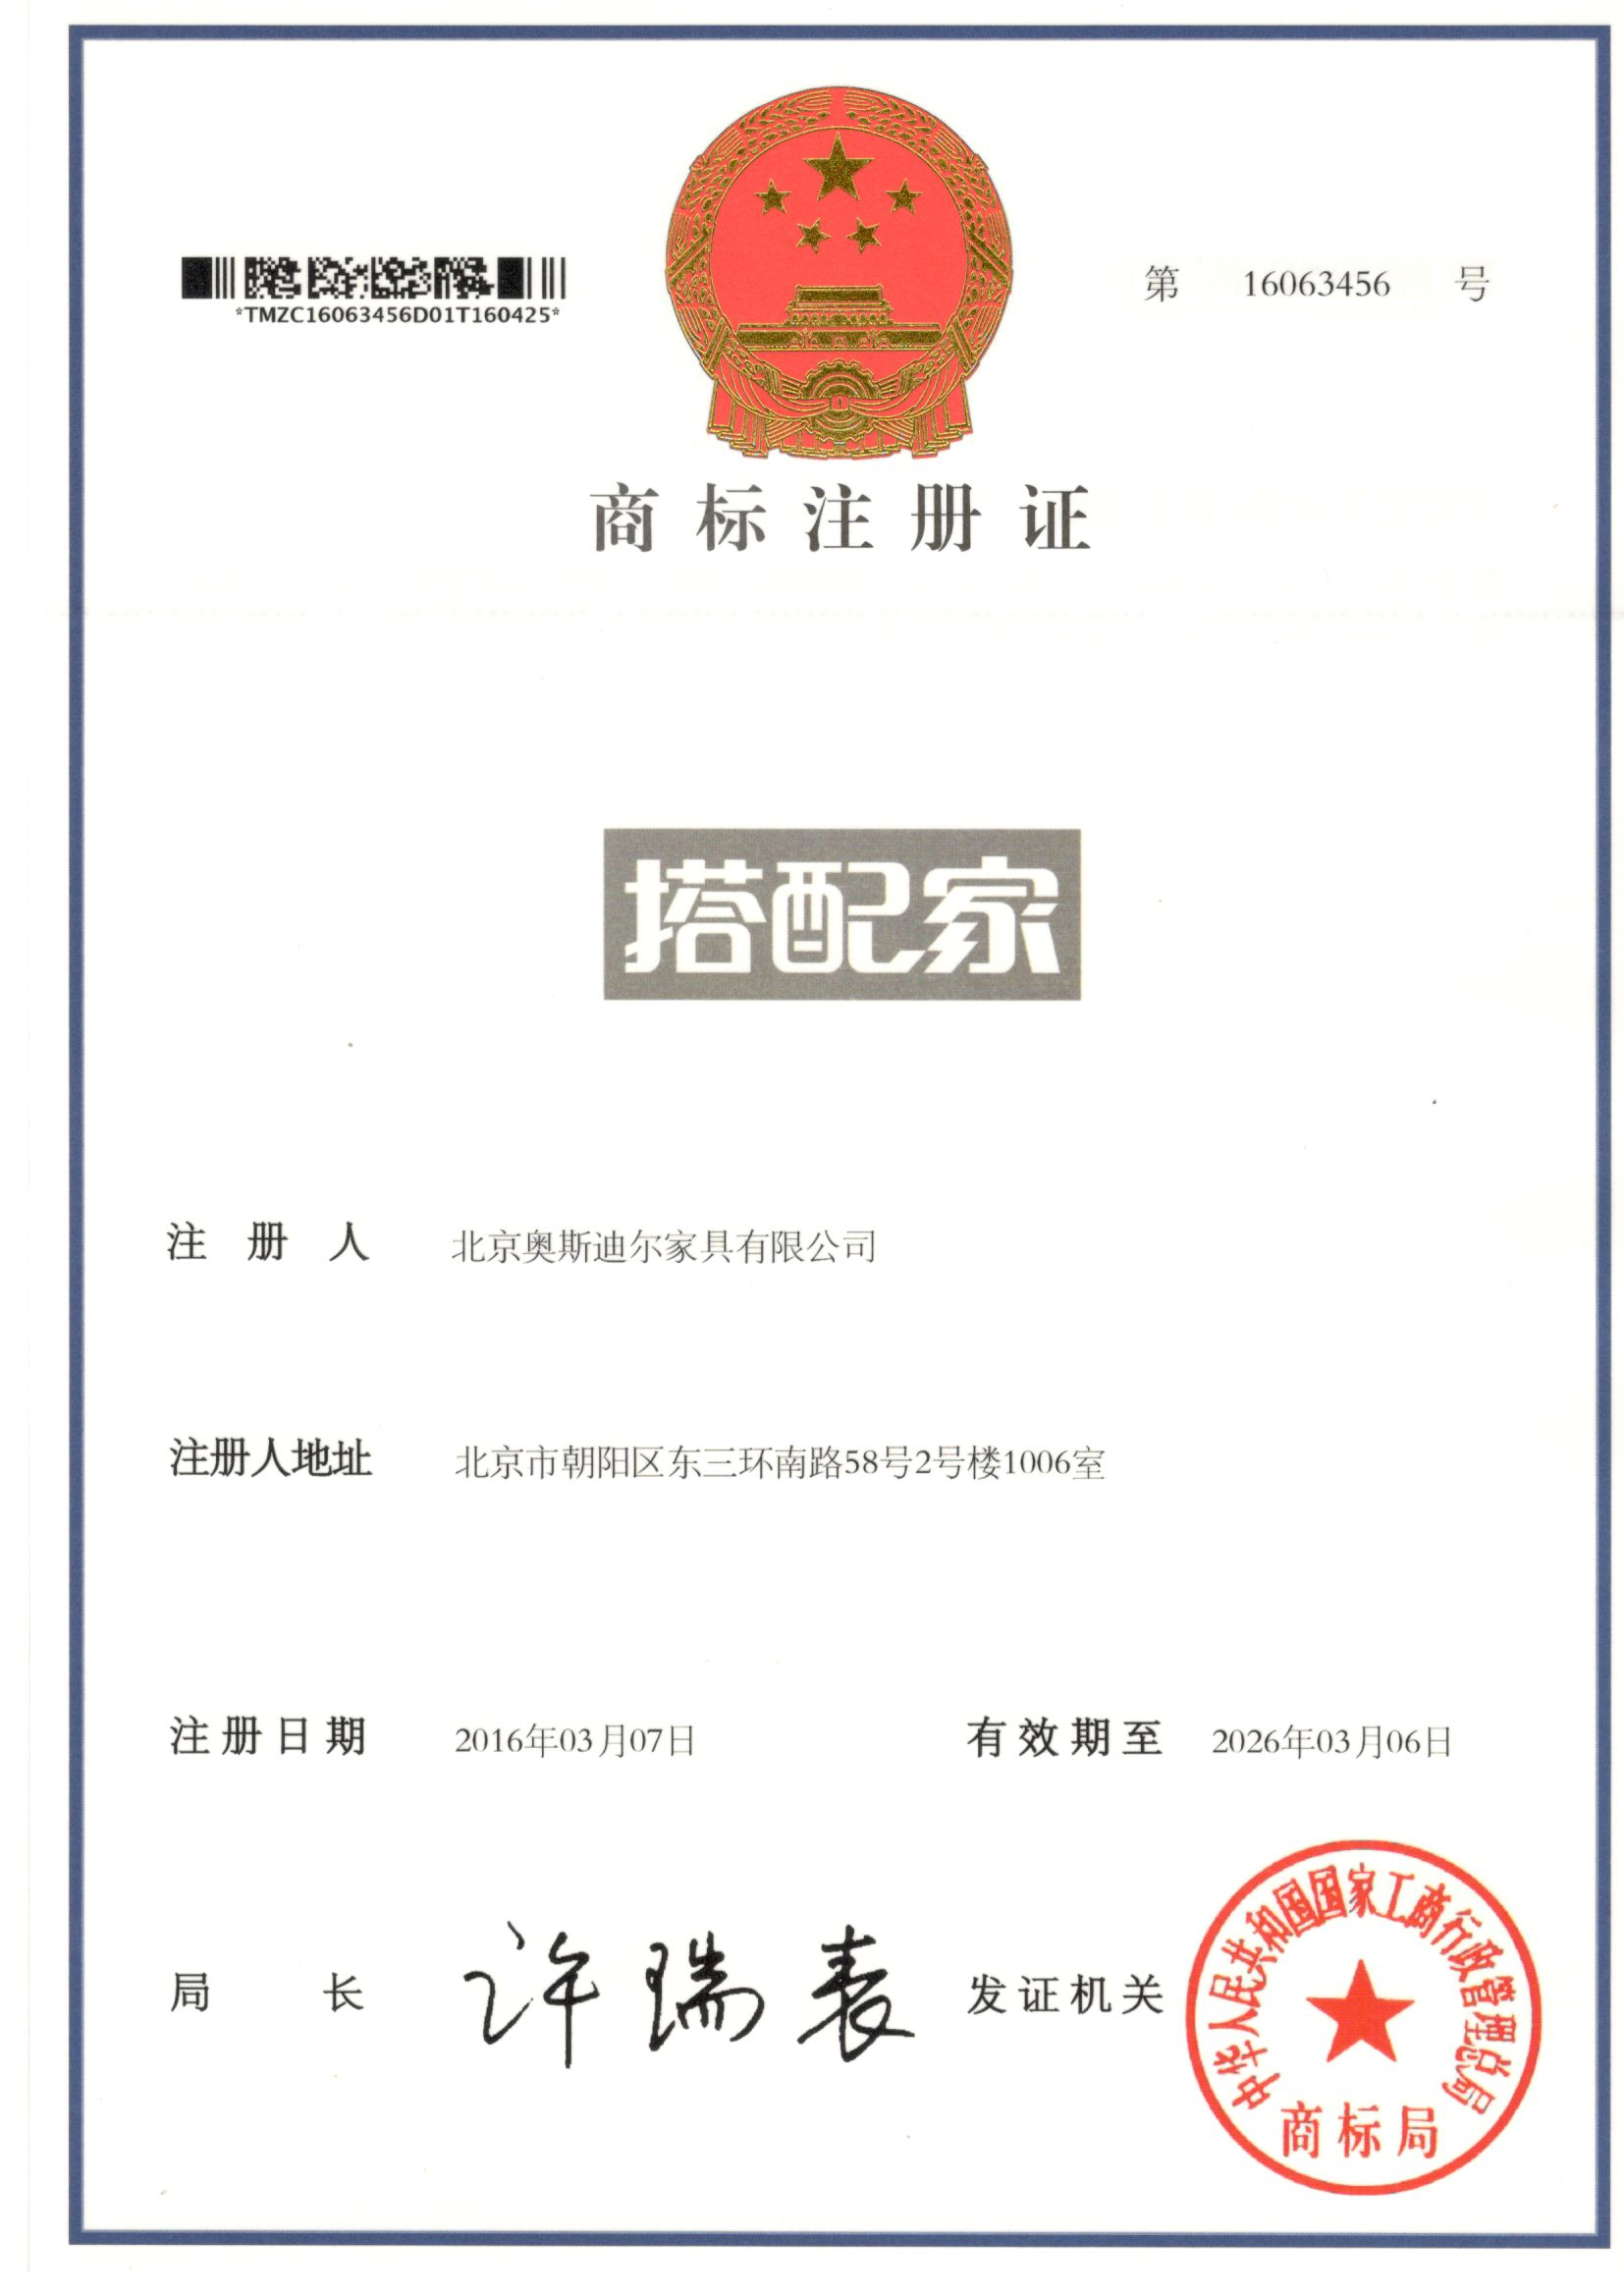 *TMZC16063456D01T160425*
第 16063456 号
商标注册证
搭配家
注册人 北京奥斯迪尔家具有限公司
注册人地址 北京市朝阳区东三环南路58号2号楼1006室
注册日期 2016年03月07日 有效期至 2026年03月06日
局长 许瑞表 发证机关
中华人民共和国国家工商行政管理总局
商标局